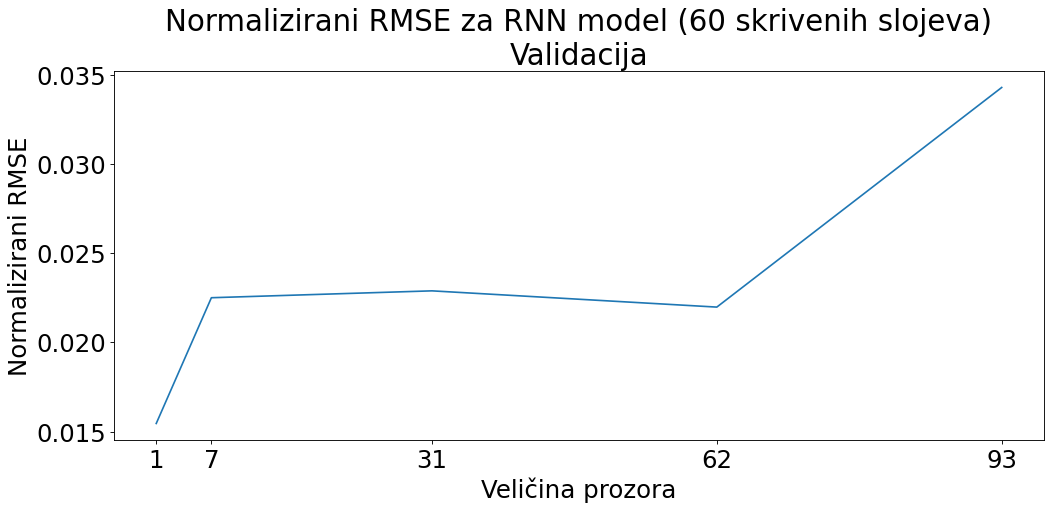 Normalizirani RMSE za RNN model (60 skrivenih slojeva)
Validacija
Normalizirani RMSE
0.035
0.030
0.025
0.020
0.015
1 7 31 62 93
Veličina prozora